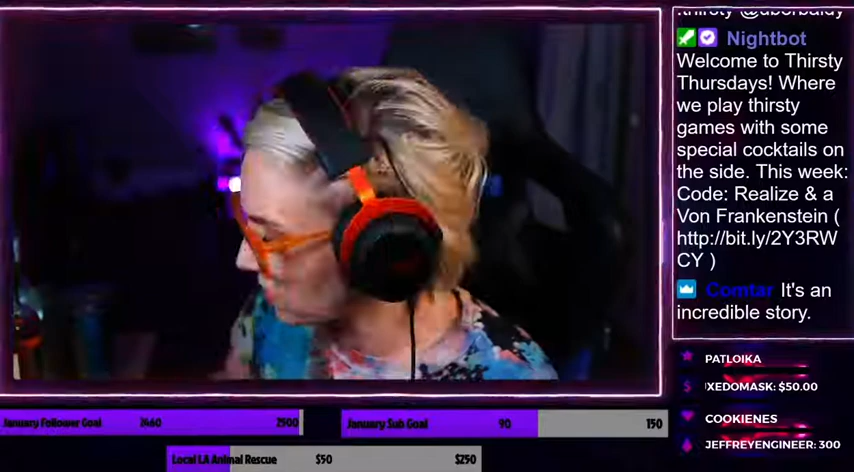 Nightbot
Welcome to Thirsty
Thursdays! Where
we play thirsty
games with some
special cocktails on
the side. This week:
Code: Realize & a
Von Frankenstein (
http://bit.ly/2Y3RW
CY )
Comtar It's an
incredible story.
PATLOIKA
XEDOMASK: $50.00
COOKIENES
JEFFREYENGINEER: 300
January Follower Goal 2460 2500
January Sub Goal 90 150
Local LA Animal Rescue $50 $250